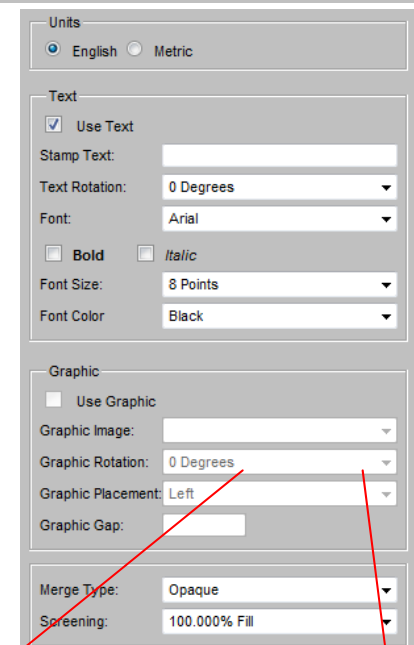 Units
English Metric
Text
Use Text
Stamp Text:
Text Rotation: 0 Degrees
Font: Arial
Bold Italic
Font Size: 8 Points
Font Color Black
Graphic
Use Graphic
Graphic Image:
Graphic Rotation: 0 Degrees
Graphic Placement: Left
Graphic Gap:
Merge Type: Opaque
Screening: 100.000% Fill